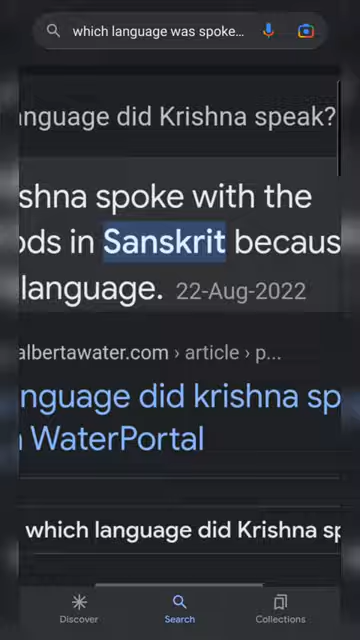 which language was spoke...
anguage did Krishna speak?
shna spoke with the
ods in Sanskrit becaus
language. 22-Aug-2022
albertawater.com › article › p...
nguage did krishna sp
WaterPortal
which language did Krishna sp
Discover
Search
Collections